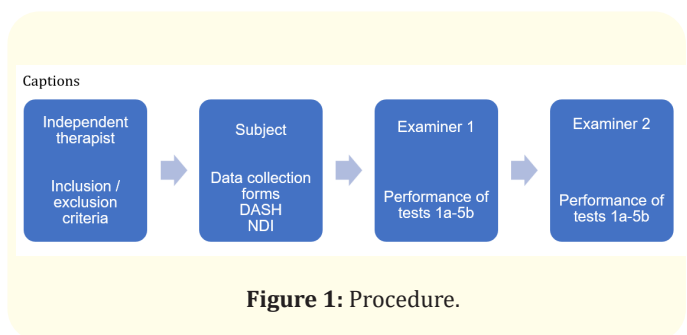 Captions
Independent
therapist
Inclusion /
exclusion
criteria
Subject
Data collection
forms
DASH
NDI
Examiner 1
Performance of
tests 1a-5b
Examiner 2
Performance of
tests 1a-5b
Figure 1: Procedure.